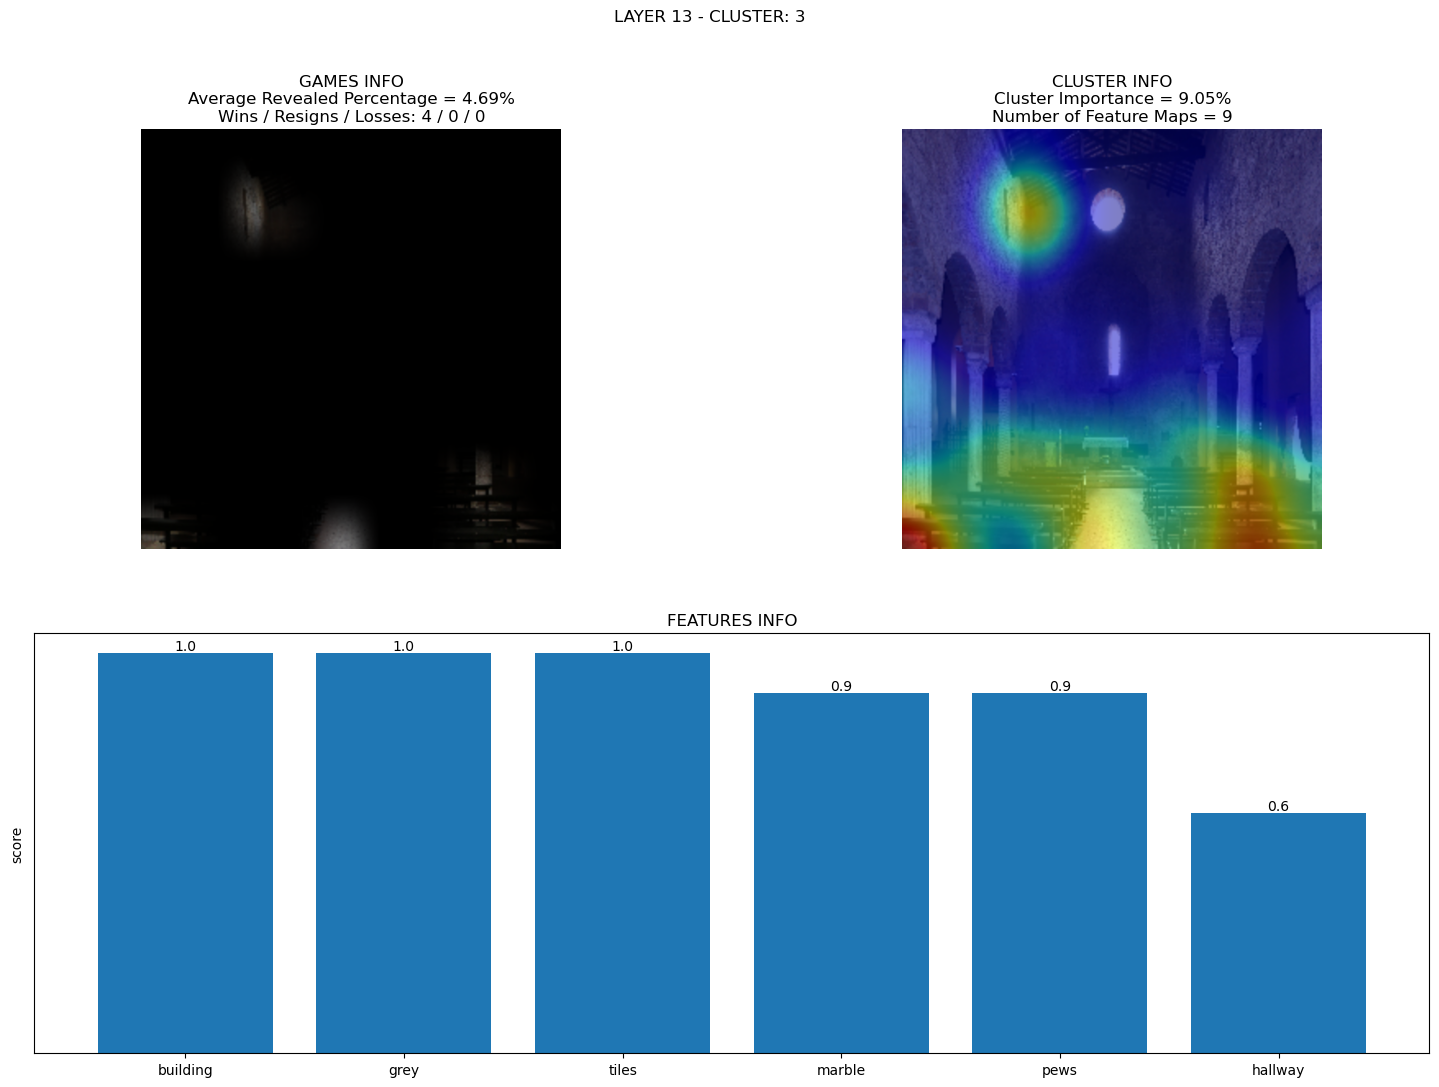 LAYER 13 - CLUSTER: 3
GAMES INFO
Average Revealed Percentage = 4.69%
Wins / Resigns / Losses: 4 / 0 / 0
CLUSTER INFO
Cluster Importance = 9.05%
Number of Feature Maps = 9
FEATURES INFO
1.0
1.0
1.0
0.9
0.9
0.6
score
building
grey
tiles
marble
pews
hallway